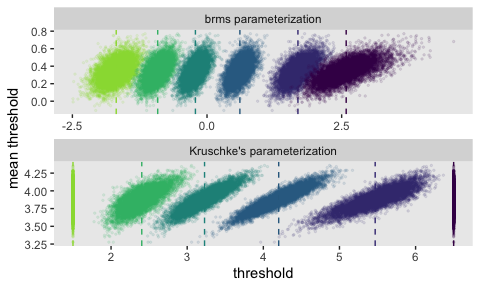 brms parameterization
0.8
0.6
0.4
0.2
0.0
-2.5 0.0 2.5
Kruschke's parameterization
4.25
4.00
3.75
3.50
3.25
2 3 4 5 6
mean threshold
threshold